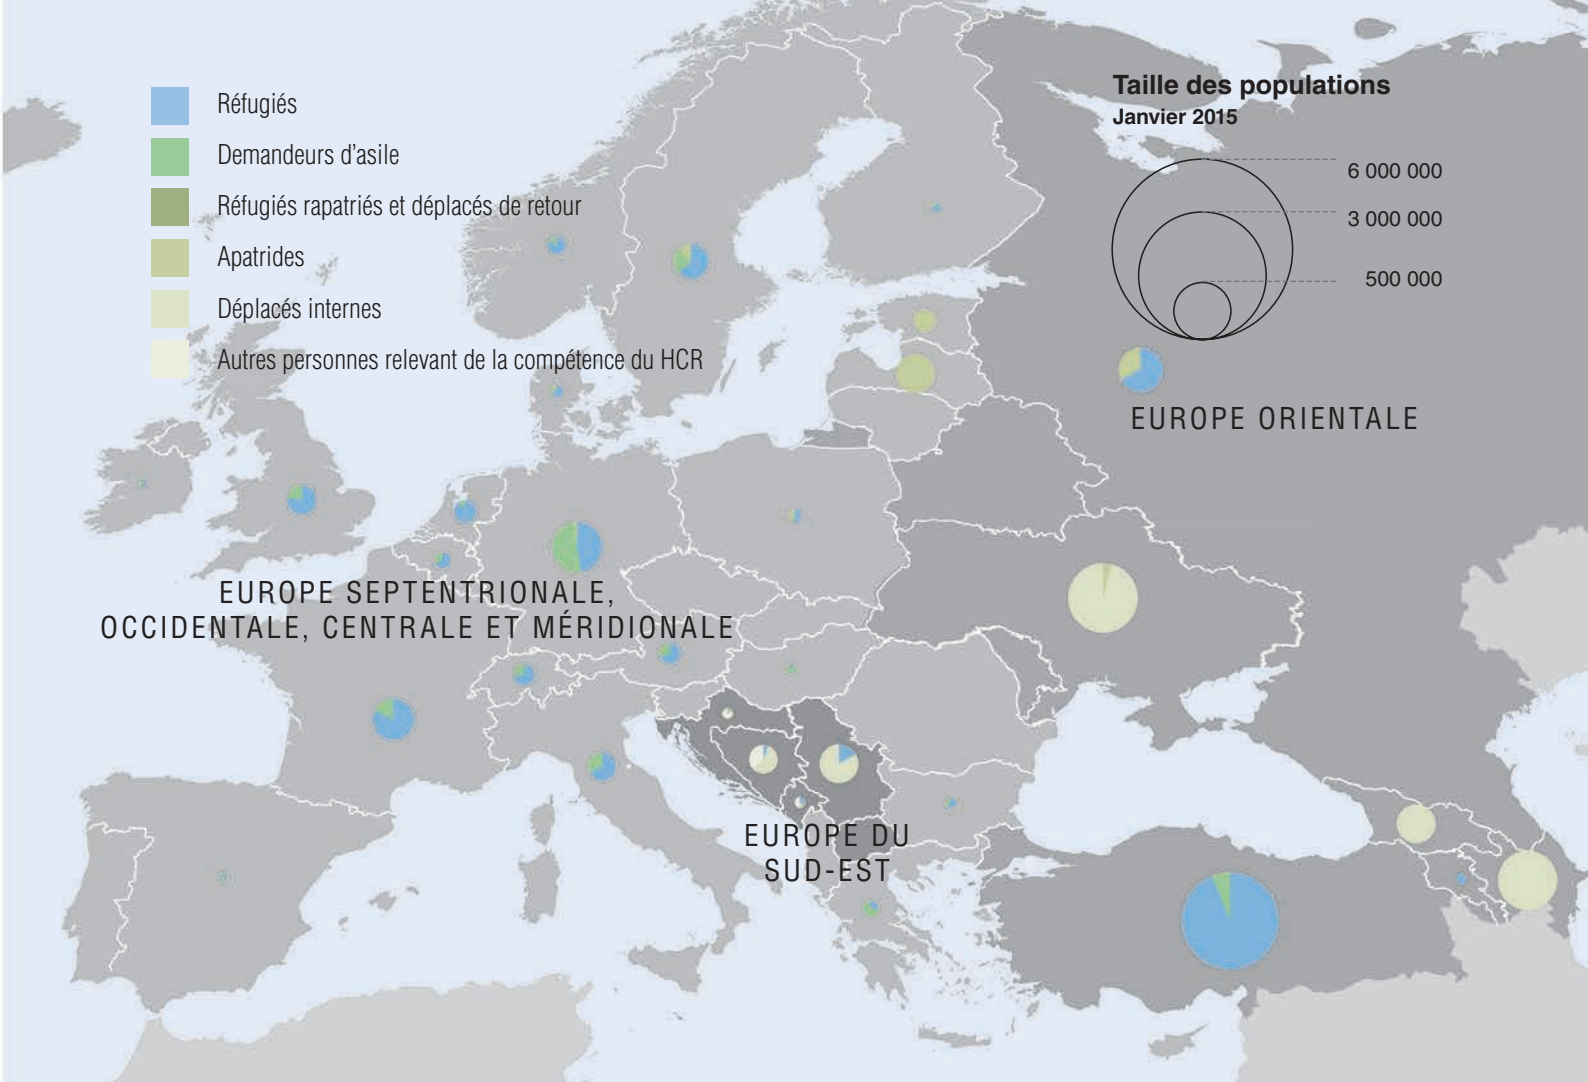 Réfugiés
Demandeurs d'asile
Réfugiés rapatriés et déplacés de retour
Apatrides
Déplacés internes
Autres personnes relevant de la compétence du HCR
Taille des populations
Janvier 2015
6 000 000
3 000 000
500 000
EUROPE ORIENTALE
EUROPE SEPTENTRIONALE,
OCCIDENTALE, CENTRALE ET MÉRIDIONALE
EUROPE DU
SUD-EST